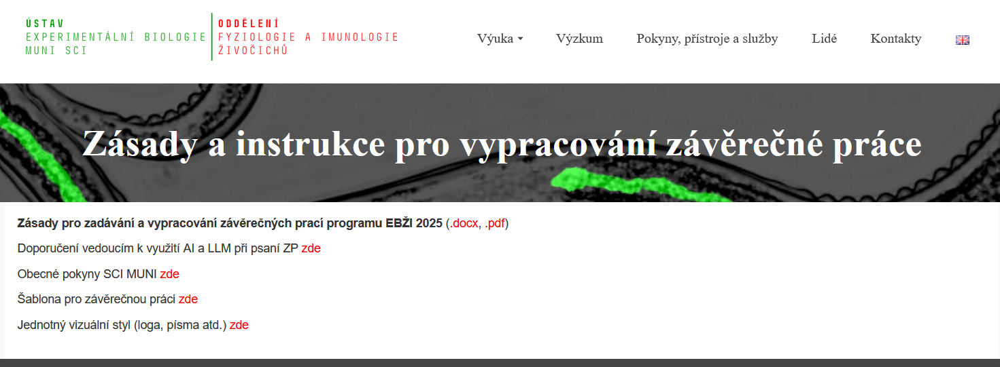 ÚSTAV
EXPERIMENTÁLNÍ BIOLOGIE
MUNI SCI
ODDĚLENÍ
FYZIOLOGIE A IMUNOLOGIE
ŽIVOČICHŮ
Výuka
Výzkum
Pokyny, přístroje a služby
Lidé
Kontakty
Zásady a instrukce pro vypracování závěrečné práce
Zásady pro zadávání a vypracování závěrečných prací programu EBŽI 2025 (.docx, .pdf)
Doporučení vedoucím k využití AI a LLM při psaní ZP zde
Obecné pokyny SCI MUNI zde
Šablona pro závěrečnou práci zde
Jednotný vizuální styl (loga, písma atd.) zde